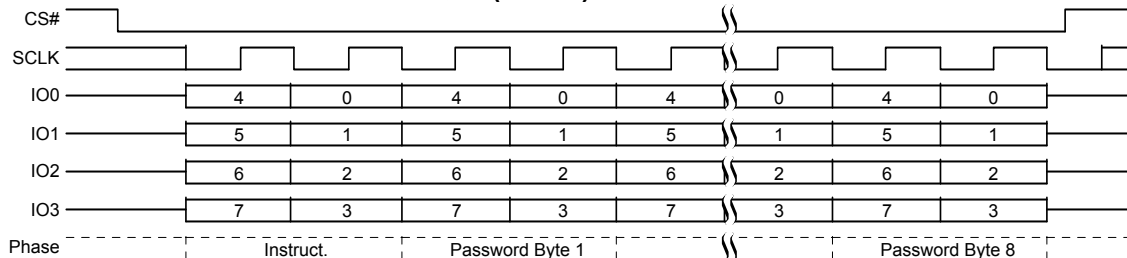 CS#
SCLK
IO0 4 0 4 0 4 0 4 0
IO1 5 1 5 1 5 1 5 1
IO2 6 2 6 2 6 2 6 2
IO3 7 3 7 3 7 3 7 3
Phase Instruct. Password Byte 1 Password Byte 8